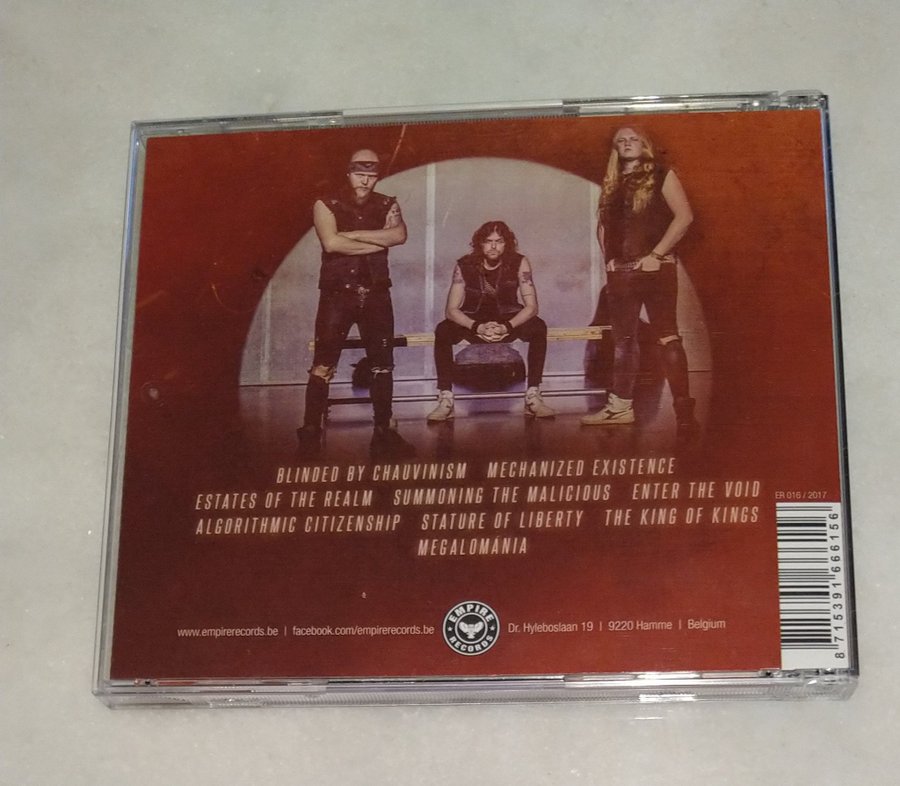 BLINDED BY CHAUVINISM MECHANIZED EXISTENCE
ESTATES OF THE REALM SUMMONING THE MALICIOUS ENTER THE VOID
ALGORITHMIC CITIZENSHIP STATURE OF LIBERTY THE KING OF KINGS
MEGALOMÁNIA
ER 016 / 2017
8 715391 666156
www.empirerecords.be | facebook.com/empirerecords.be
EMPIRE
RECORDS
Dr. Hyleboslaan 19 | 9220 Hamme | Belgium